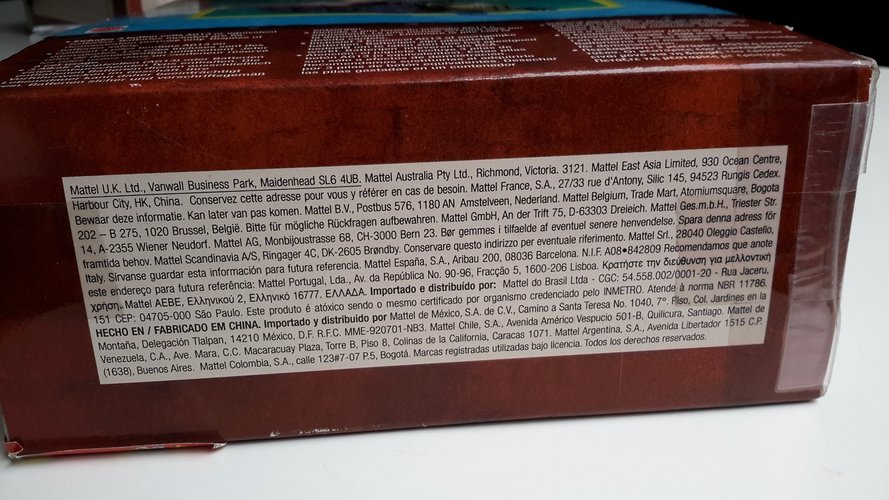 las pilas gastadas
Mattel U.K. Ltd., Vanwall Business Park, Maidenhead SL6 4UB. Mattel Australia Pty Ltd., Richmond, Victoria. 3121. Mattel East Asia Limited, 930 Ocean Centre,
Harbour City, HK, China. Conservez cette adresse pour vous y référer en cas de besoin. Mattel France, S.A., 27/33 rue d'Antony, Silic 145, 94523 Rungis Cedex.
Bewaar deze informatie. Kan later van pas komen. Mattel B.V., Postbus 576, 1180 AN Amstelveen, Nederland. Mattel Belgium, Trade Mart, Atomiumsquare, Bogota
202 – B 275, 1020 Brussel, België. Bitte für mögliche Rückfragen aufbewahren. Mattel GmbH, An der Trift 75, D-63303 Dreieich. Mattel Ges.m.b.H., Triester Str.
14, A-2355 Wiener Neudorf. Mattel AG, Monbijoustrasse 68, CH-3000 Bern 23. Bør gemmes i tilfælde af eventuel senere henvendelse. Spara denna adress för
framtida behov. Mattel Scandinavia A/S, Ringager 4C, DK-2605 Brøndby. Conservare questo indirizzo per eventuale riferimento. Mattel Srl., 28040 Oleggio Castello,
Italy. Sírvanse guardar esta información para futura referencia. Mattel España, S.A., Aribau 200, 08036 Barcelona. N.I.F. A08•842809 Recomendamos que anote
este endereço para futura referência: Mattel Portugal, Lda., Av. da República No. 90-96, Fracção 5, 1600-206 Lisboa. Κρατήστε την διεύθυνση για μελλοντική
χρήση. Mattel AEBE, Ελληνικού 2, Ελληνικό 16777. ΕΛΛΑΔΑ. Importado e distribuído por: Mattel do Brasil Ltda - CGC: 54.558.002/0001-20 - Rua Jaceru,
151 CEP: 04705-000 São Paulo. Este produto é atóxico sendo o mesmo certificado por organismo credenciado pelo INMETRO. Atende à norma NBR 11786.
HECHO EN / FABRICADO EM CHINA. Importado y distribuido por Mattel de México, S.A. de C.V., Camino a Santa Teresa No. 1040, 7°. Piso, Col. Jardines en la
Montaña, Delegación Tlalpan, 14210 México, D.F. R.F.C. MME-920701-NB3. Mattel Chile, S.A., Avenida Américo Vespucio 501-B, Quilicura, Santiago. Mattel de
Venezuela, C.A., Ave. Mara, C.C. Macaracuay Plaza, Torre B, Piso 8, Colinas de la California, Caracas 1071. Mattel Argentina, S.A., Avenida Libertador 1515 C.P.
(1638), Buenos Aires. Mattel Colombia, S.A., calle 123#7-07 P.5, Bogotá. Marcas registradas utilizadas bajo licencia. Todos los derechos reservados.